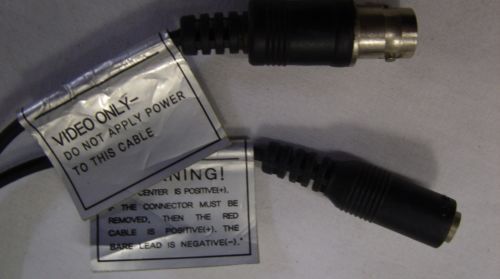 VIDEO ONLY-
DO NOT APPLY POWER
TO THIS CABLE
NING!
CENTER IS POSITIVE(+).
THE CONNECTOR MUST BE
REMOVED, THEN THE RED
CABLE IS POSITIVE(+). THE
BARE LEAD IS NEGATIVE(-)."